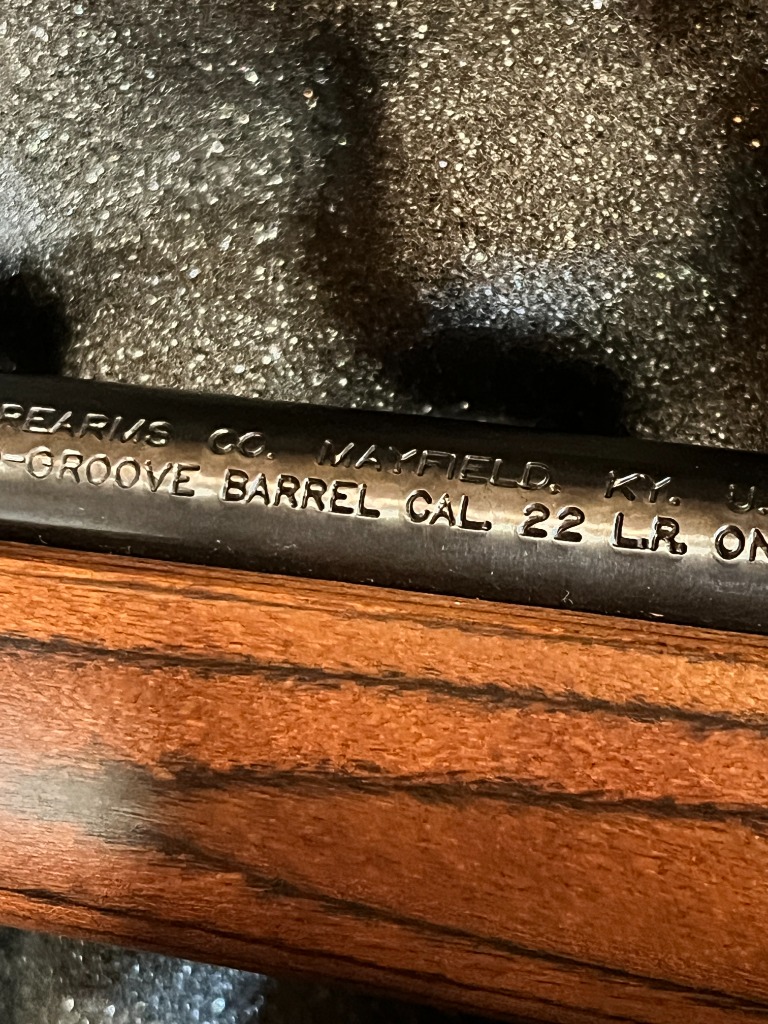 REARMS CO. MAYFIELD, KY. U.
-GROOVE BARREL CAL. 22 L.R. ON